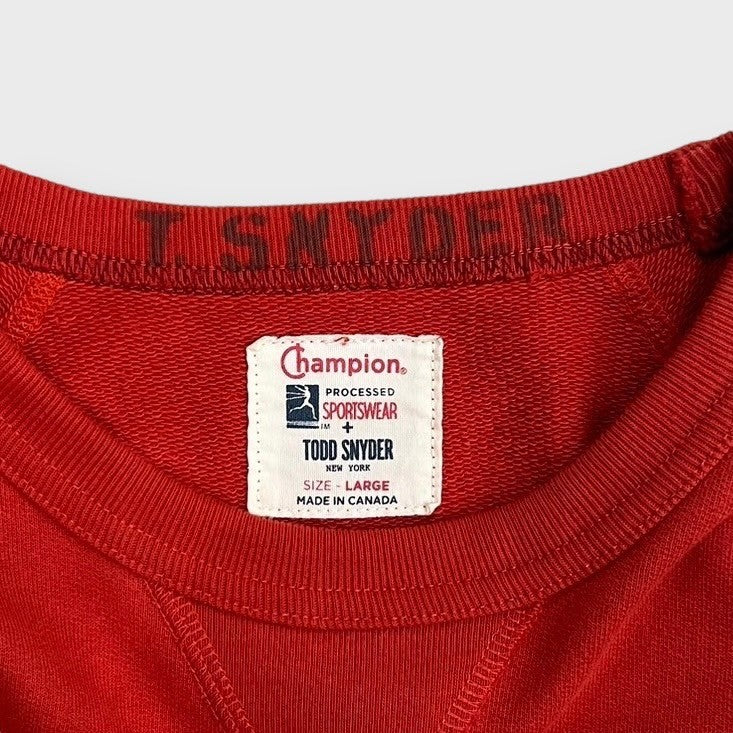 T. SNYDER
Champion®
PROCESSED
SPORTSWEAR
TM +
TODD SNYDER
NEW YORK
SIZE - LARGE
MADE IN CANADA